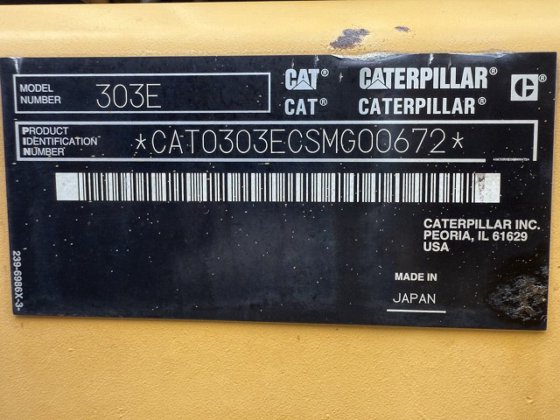 MODEL NUMBER 303E
CAT® CATERPILLAR® C
CAT® CATERPILLAR®
PRODUCT IDENTIFICATION NUMBER *CAT0303ECSMG00672*
CATERPILLAR INC.
PEORIA, IL 61629
USA
MADE IN
JAPAN
239-6986X-3